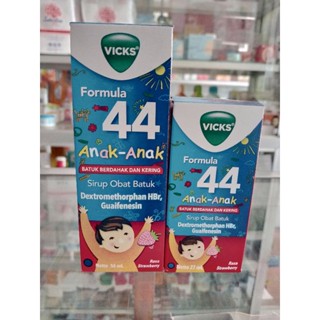 VICKS
Formula
44
Anak-Anak
BATUK BERDAHAK DAN KERING
Sirup Obat Batuk
Dextromethorphan HBr,
Guaifenesin
Rasa
Strawberry
VICKS
Formula
44
Anak-Anak
BATUK BERDAHAK DAN KERING
Sirup Obat Batuk
Dextromethorphan HBr,
Guaifenesin
Rasa
Strawberry